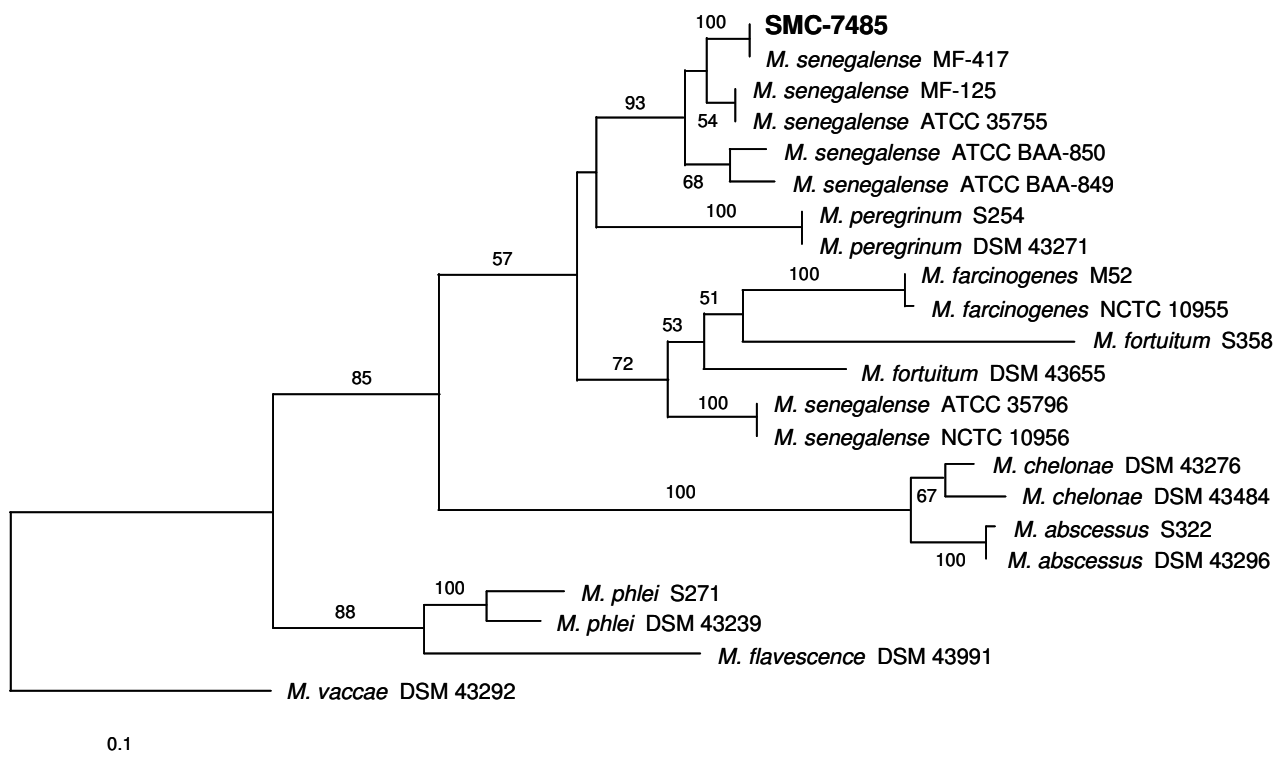 100 SMC-7485
M. senegalense MF-417
M. senegalense MF-125
93
54 M. senegalense ATCC 35755
M. senegalense ATCC BAA-850
68 M. senegalense ATCC BAA-849
100 M. peregrinum S254
M. peregrinum DSM 43271
57
100 M. farcinogenes M52
51 M. farcinogenes NCTC 10955
53 M. fortuitum S358
72 M. fortuitum DSM 43655
85
100 M. senegalense ATCC 35796
M. senegalense NCTC 10956
M. chelonae DSM 43276
100 67 M. chelonae DSM 43484
M. abscessus S322
100 M. abscessus DSM 43296
100 M. phlei S271
88 M. phlei DSM 43239
M. flavescence DSM 43991
M. vaccae DSM 43292
0.1